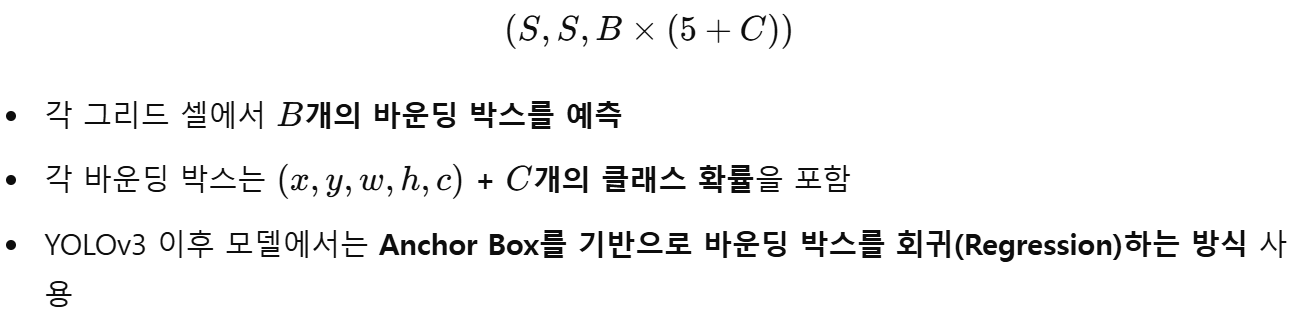 (S, S, B × (5 + C))
• 각 그리드 셀에서 B개의 바운딩 박스를 예측
• 각 바운딩 박스는 (x, y, w, h, c) + C개의 클래스 확률을 포함
• YOLOv3 이후 모델에서는 Anchor Box를 기반으로 바운딩 박스를 회귀(Regression)하는 방식 사
용